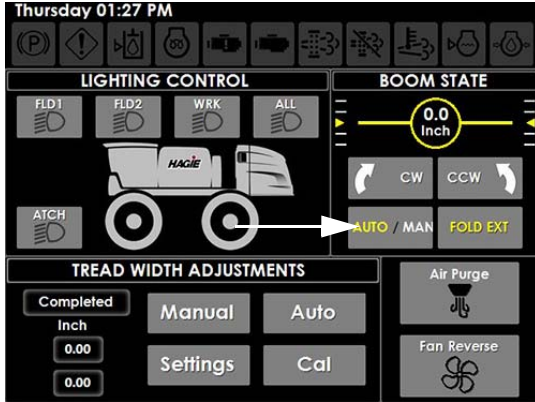 Thursday 01:27 PM
(P)
LIGHTING CONTROL
FLD1 FLD2 WRK ALL
HAGIE
ATCH
BOOM STATE
0.0
Inch
CW CCW
AUTO / MAN FOLD EXT
TREAD WIDTH ADJUSTMENTS
Completed
Inch
0.00
0.00
Manual Auto
Settings Cal
Air Purge
Fan Reverse